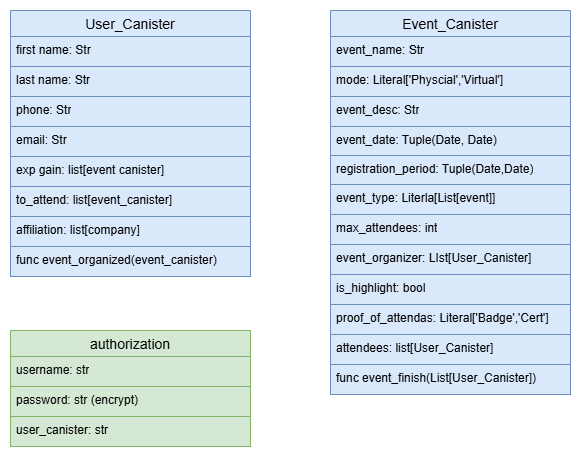 User_Canister
first name: Str
last name: Str
phone: Str
email: Str
exp gain: list[event canister]
to_attend: list[event_canister]
affiliation: list[company]
func event_organized(event_canister)
authorization
username: str
password: str (encrypt)
user_canister: str
Event_Canister
event_name: Str
mode: Literal['Physcial','Virtual']
event_desc: Str
event_date: Tuple(Date, Date)
registration_period: Tuple(Date,Date)
event_type: Literla[List[event]]
max_attendees: int
event_organizer: LIst[User_Canister]
is_highlight: bool
proof_of_attendas: Literal['Badge','Cert']
attendees: list[User_Canister]
func event_finish(List[User_Canister])